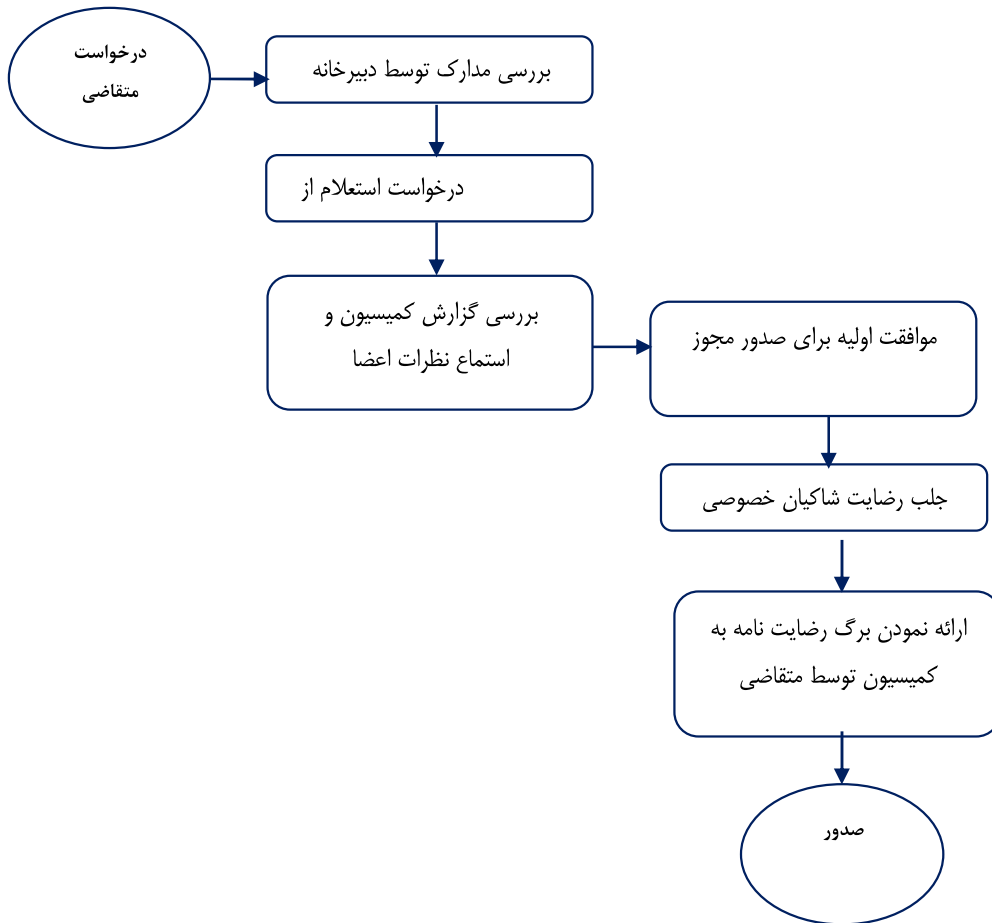 درخواست
متقاضی
بررسی مدارک توسط دبیرخانه
درخواست استعلام از
بررسی گزارش کمیسیون و
استماع نظرات اعضا
موافقت اولیه برای صدور مجوز
جلب رضایت شاکیان خصوصی
ارائه نمودن برگ رضایت نامه به
کمیسیون توسط متقاضی
صدور